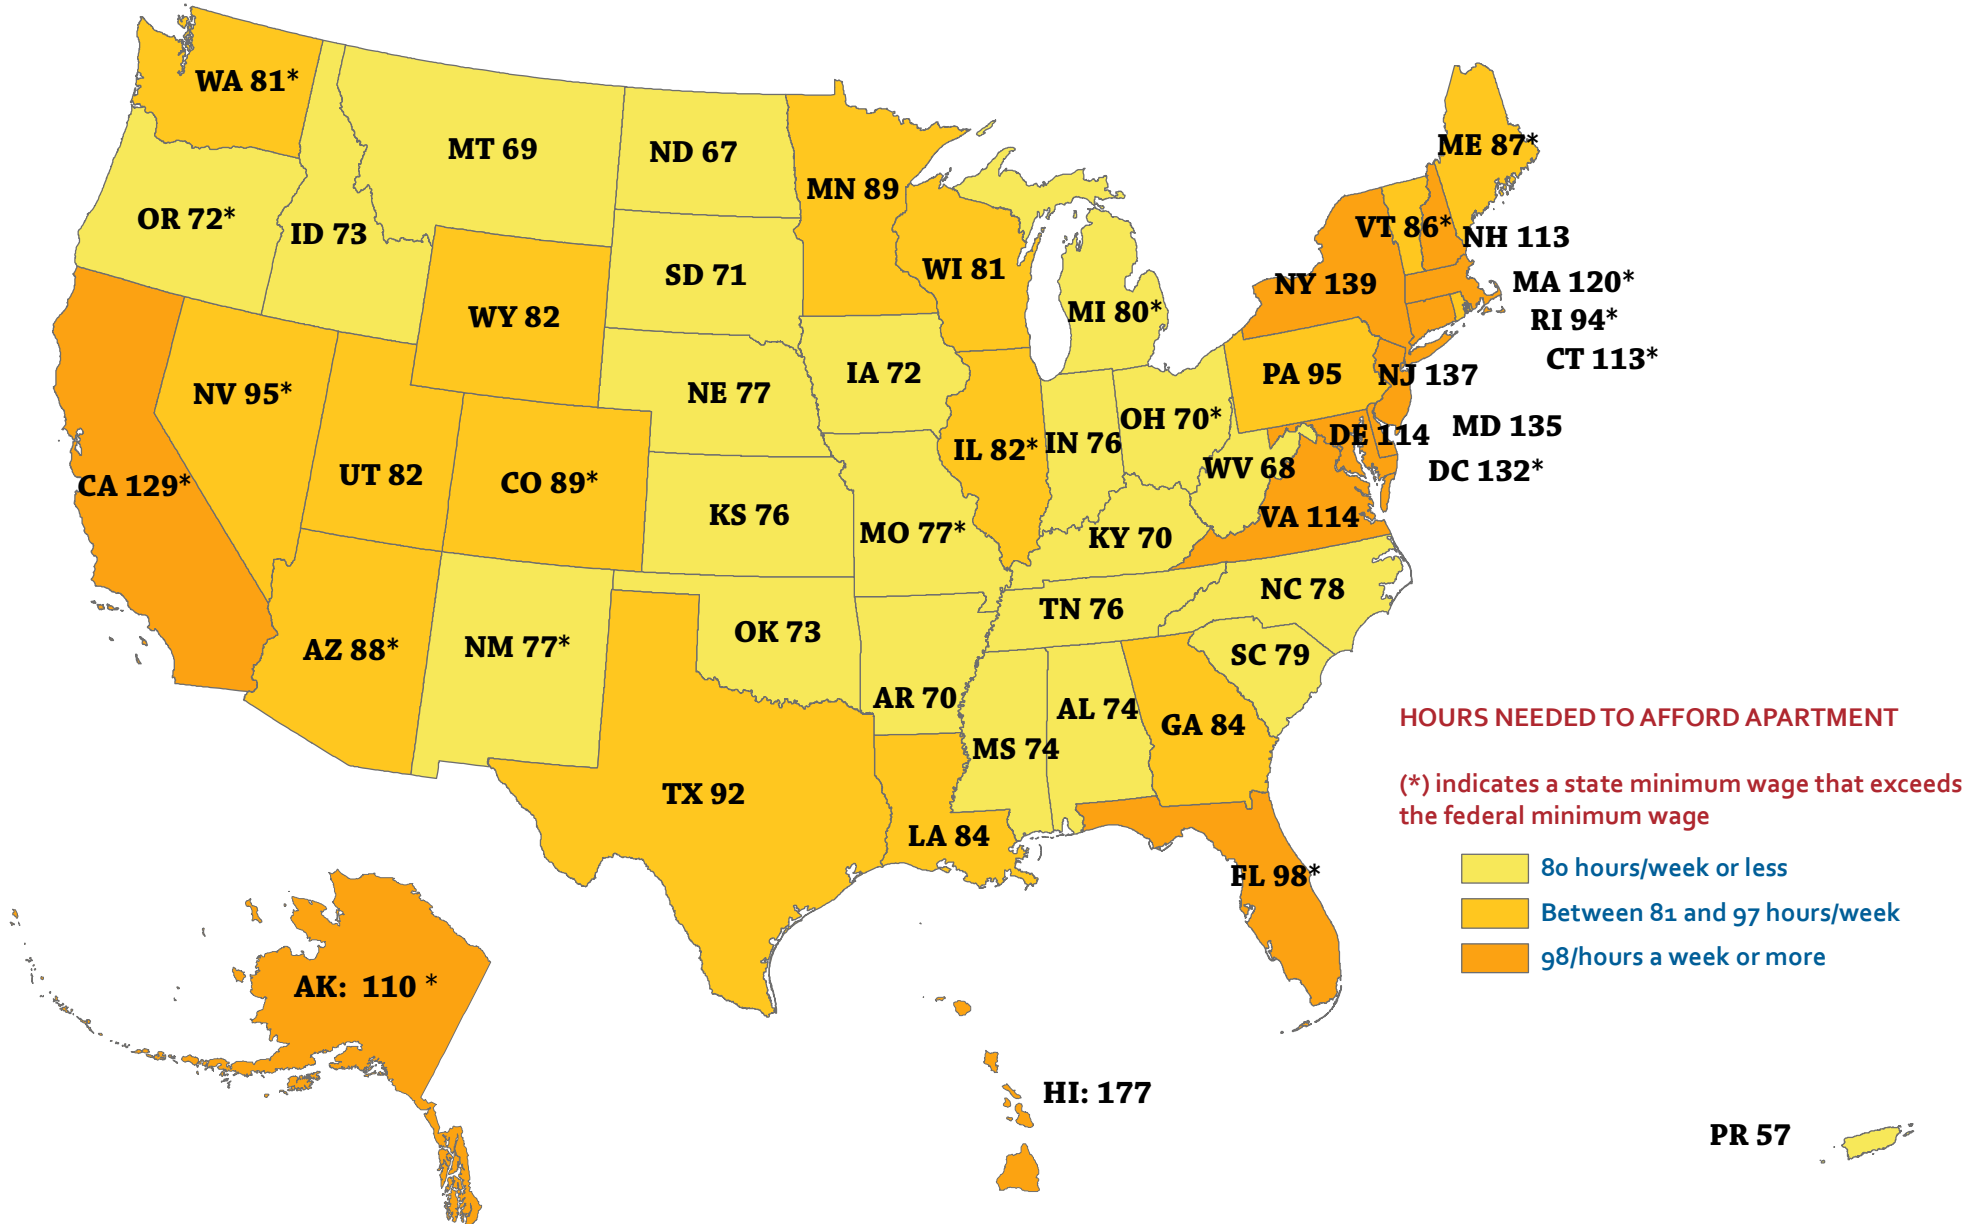 WA 81*
MT 69
ND 67
MN 89
ME 87*
OR 72*
ID 73
SD 71
WI 81
MI 80*
VT 86*
NH 113
NY 139
MA 120*
RI 94*
CT 113*
WY 82
NV 95*
NE 77
IA 72
PA 95
NJ 137
UT 82
CO 89*
IL 82*
IN 76
OH 70*
DE 114
MD 135
DC 132*
WV 68
CA 129*
KS 76
MO 77*
KY 70
VA 114
TN 76
NC 78
AZ 88*
NM 77*
OK 73
AR 70
SC 79
MS 74
AL 74
GA 84
TX 92
LA 84
FL 98*
HOURS NEEDED TO AFFORD APARTMENT
(*) indicates a state minimum wage that exceeds
the federal minimum wage
80 hours/week or less
Between 81 and 97 hours/week
98/hours a week or more
AK: 110 *
HI: 177
PR 57